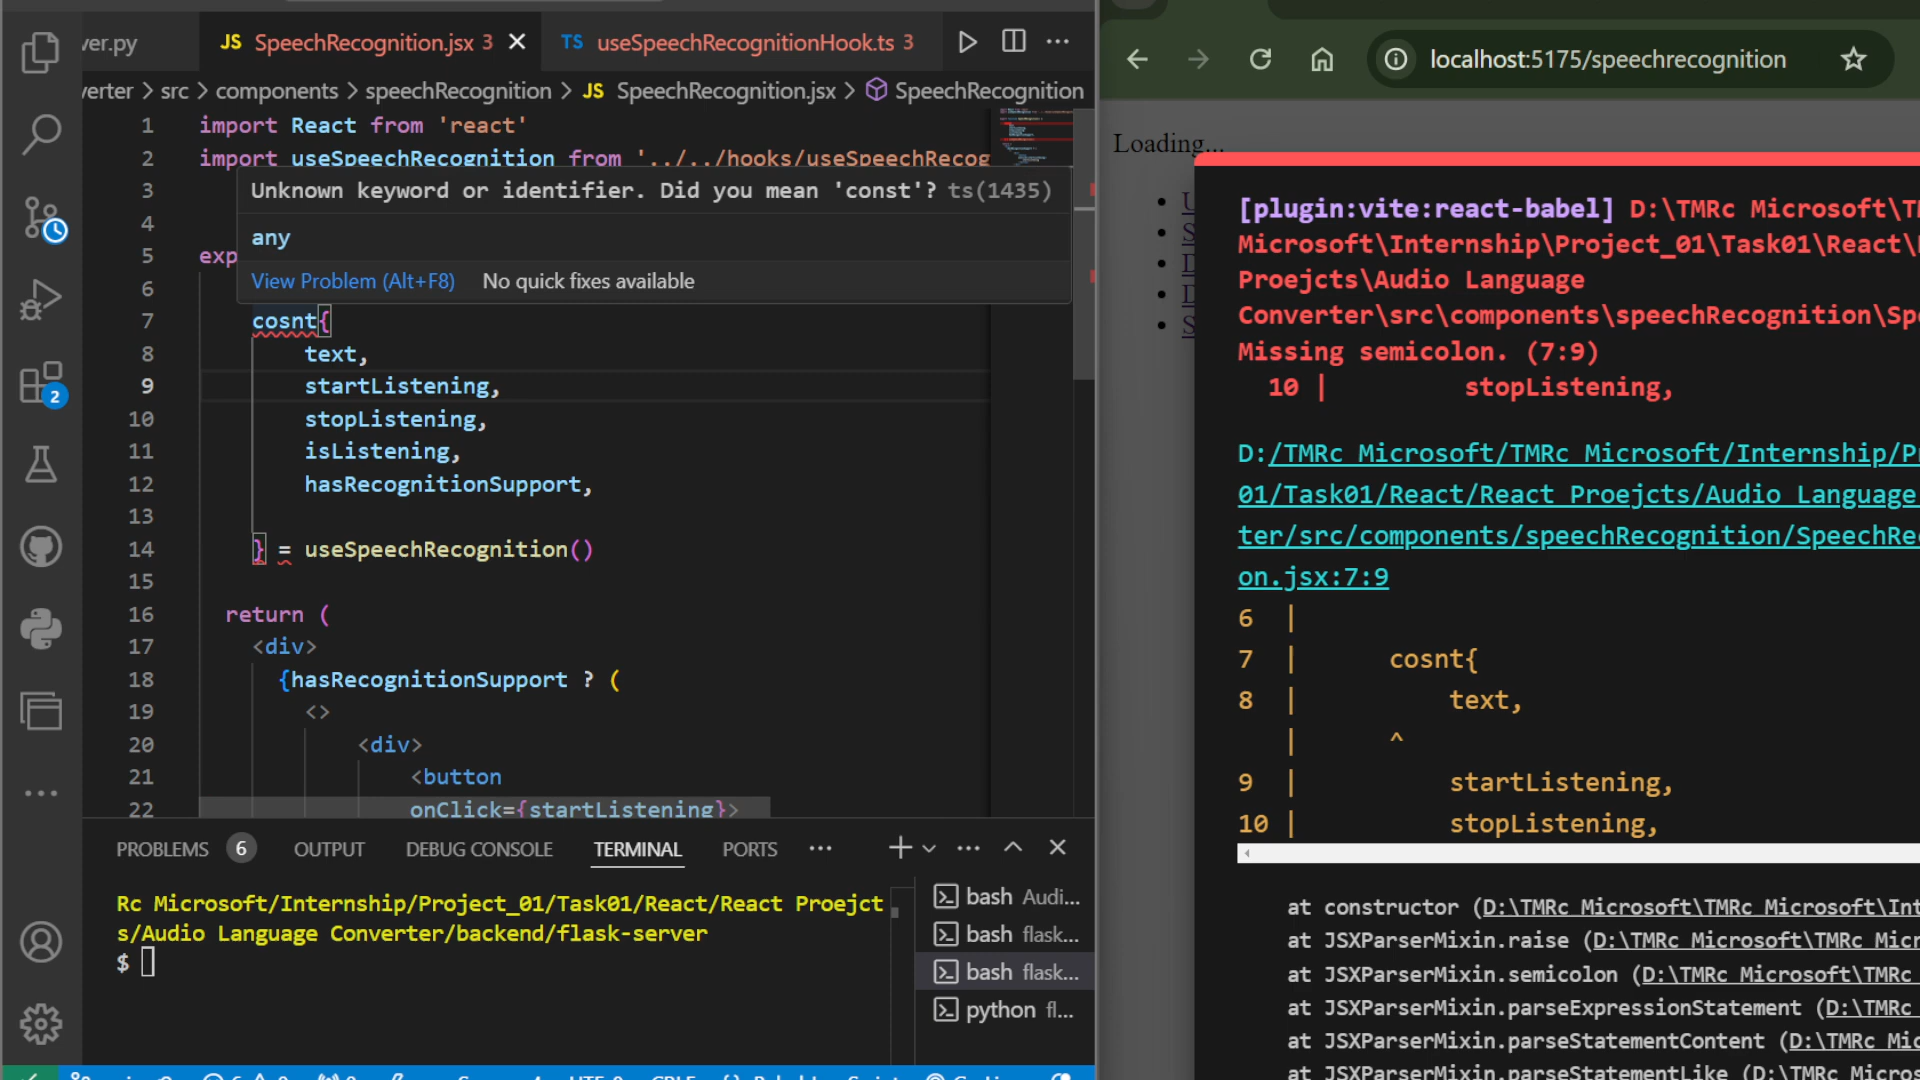 ver.py
JS SpeechRecognition.jsx 3
TS useSpeechRecognitionHook.ts 3
verter > src > components > speechRecognition > JS SpeechRecognition.jsx > SpeechRecognition
1 import React from 'react'
2 import useSpeechRecognition from '../../hooks/useSpeechRecog
3
4
5 exp
6
Unknown keyword or identifier. Did you mean 'const'? ts(1435)
any
View Problem (Alt+F8) No quick fixes available
7 cosnt{
8 text,
9 startListening,
10 stopListening,
11 isListening,
12 hasRecognitionSupport,
13
14 } = useSpeechRecognition()
15
16 return (
17 <div>
18 {hasRecognitionSupport ? (
19 <>
20 <div>
21 <button
22 onClick={startListening}>
2
PROBLEMS 6 OUTPUT DEBUG CONSOLE TERMINAL PORTS
Rc Microsoft/Internship/Project_01/Task01/React/React Proejct
s/Audio Language Converter/backend/flask-server
$
bash Audi...
bash flask...
bash flask...
python fl...
localhost:5175/speechrecognition
Loading...
[plugin:vite:react-babel] D:\TMRc Microsoft\TM
Microsoft\Internship\Project_01\Task01\React\
Proejcts\Audio Language
Converter\src\components\speechRecognition\Sp
Missing semicolon. (7:9)
10 | stopListening,
D:/TMRc Microsoft/TMRc Microsoft/Internship/P
01/Task01/React/React Proejcts/Audio Language
ter/src/components/speechRecognition/SpeechRe
on.jsx:7:9
6 |
7 | cosnt{
8 | text,
| ^
9 | startListening,
10 | stopListening,
at constructor (D:\TMRc Microsoft\TMRc Microsoft\Int
at JSXParserMixin.raise (D:\TMRc Microsoft\TMRc Micr
at JSXParserMixin.semicolon (D:\TMRc Microsoft\TMRc
at JSXParserMixin.parseExpressionStatement (D:\TMRc
at JSXParserMixin.parseStatementContent (D:\TMRc Mic
at JSXParserMixin.parseStatementLike (D:\TMRc Micros